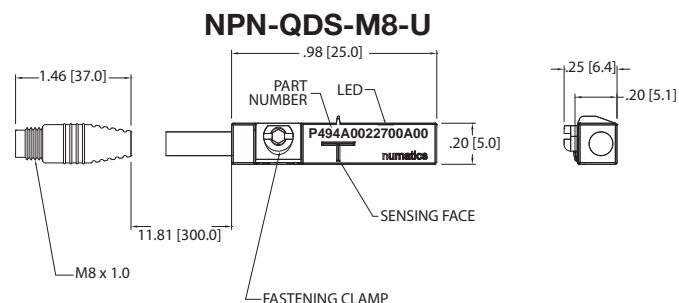 NPN-QDS-M8-U
.98 [25.0]
1.46 [37.0]
.25 [6.4]
PART
NUMBER
LED
.20 [5.1]
P494A0022700A00
numatics
.20 [5.0]
SENSING FACE
11.81 [300.0]
M8 x 1.0
FASTENING CLAMP